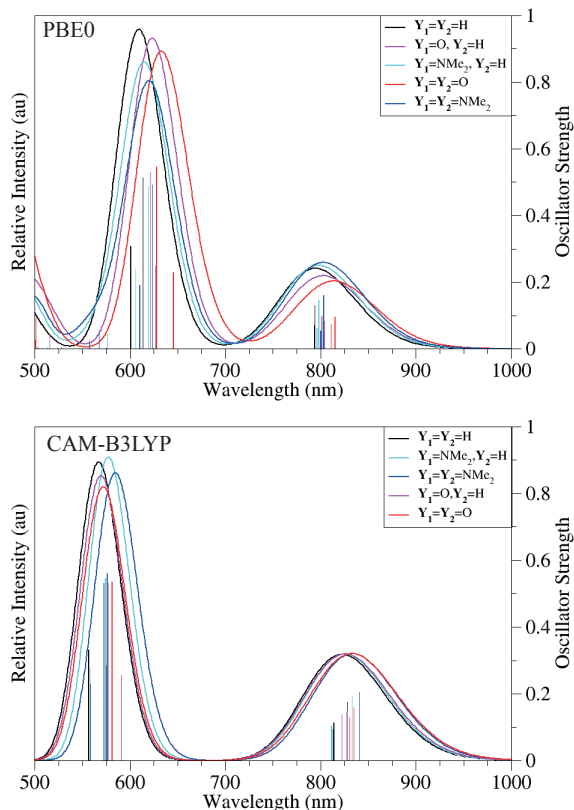 PBE0
Y₁=Y₂=H
Y₁=O, Y₂=H
Y₁=NMe₂, Y₂=H
Y₁=Y₂=O
Y₁=Y₂=NMe₂
Relative Intensity (au)
Oscillator Strength
1
0.8
0.6
0.4
0.2
0
500 600 700 800 900 1000
Wavelength (nm)
CAM-B3LYP
Y₁=Y₂=H
Y₁=NMe₂,Y₂=H
Y₁=Y₂=NMe₂
Y₁=O,Y₂=H
Y₁=Y₂=O
Relative Intensity (au)
Oscillator Strength
1
0.8
0.6
0.4
0.2
0
500 600 700 800 900 1000
Wavelength (nm)